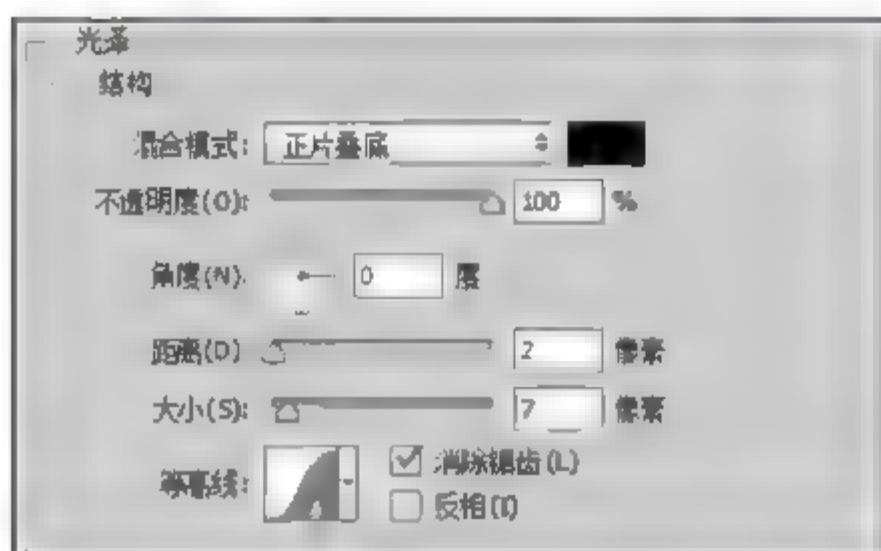 光泽
结构
混合模式: 正片叠底
不透明度(O): 100 %
角度(N). 0 度
距离(D) 2 像素
大小(S): 7 像素
等高线: 消除锯齿(L)
反相(I)